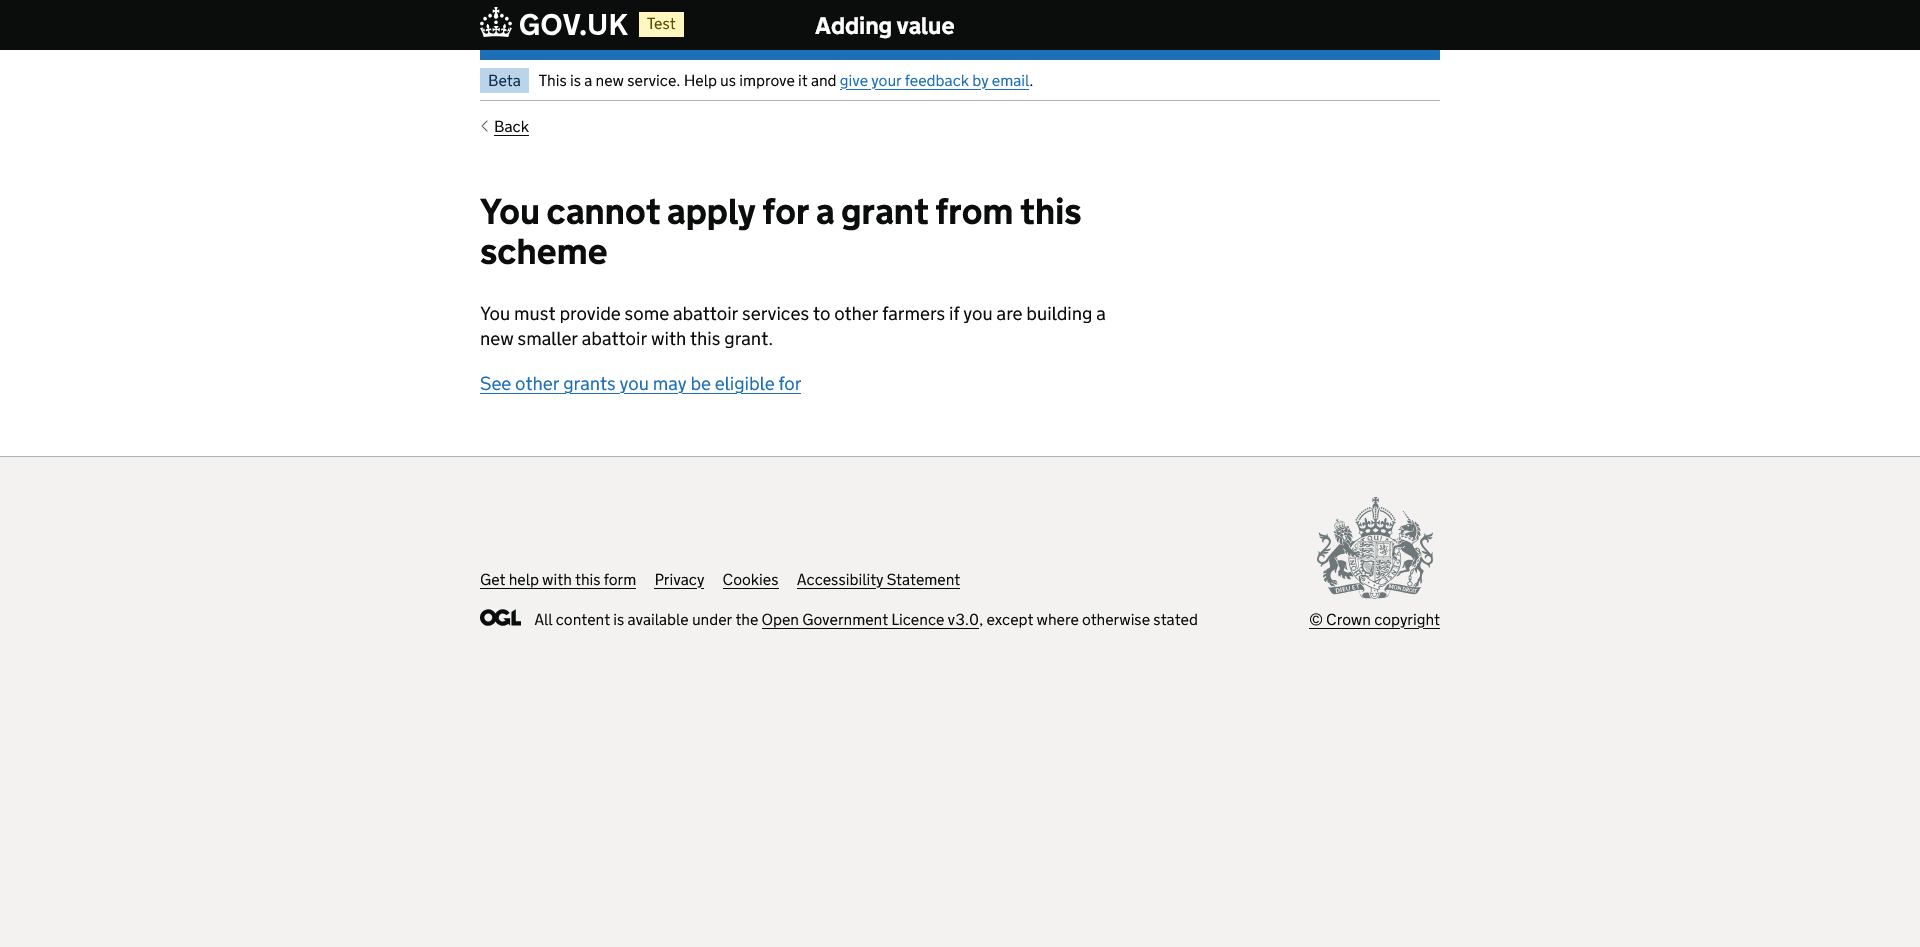 GOV.UK Test Adding value
Beta This is a new service. Help us improve it and give your feedback by email.
Back
You cannot apply for a grant from this
scheme
You must provide some abattoir services to other farmers if you are building a
new smaller abattoir with this grant.
See other grants you may be eligible for
Get help with this form Privacy Cookies Accessibility Statement
OGL All content is available under the Open Government Licence v3.0, except where otherwise stated
© Crown copyright